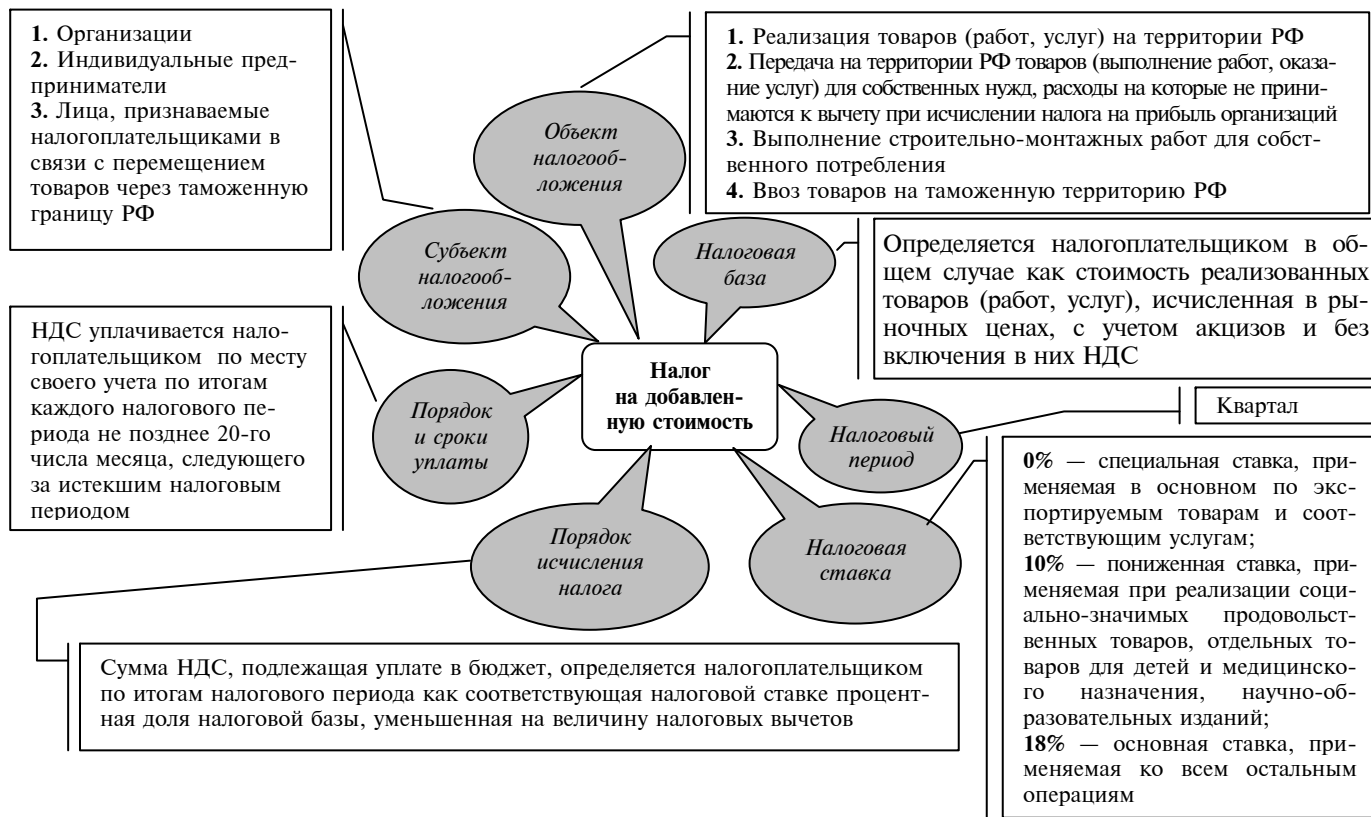 1. Организации
2. Индивидуальные пред-
приниматели
3. Лица, признаваемые
налогоплательщиками в
связи с перемещением
товаров через таможенную
границу РФ
Объект
налогооб-
ложения
1. Реализация товаров (работ, услуг) на территории РФ
2. Передача на территории РФ товаров (выполнение работ, оказа-
ние услуг) для собственных нужд, расходы на которые не прини-
маются к вычету при исчислении налога на прибыль организаций
3. Выполнение строительно-монтажных работ для собст-
венного потребления
4. Ввоз товаров на таможенную территорию РФ
Субъект
налогооб-
ложения
Налоговая
база
Определяется налогоплательщиком в об-
щем случае как стоимость реализованных
товаров (работ, услуг), исчисленная в ры-
ночных ценах, с учетом акцизов и без
включения в них НДС
НДС уплачивается нало-
гоплательщиком по месту
своего учета по итогам
каждого налогового пе-
риода не позднее 20-го
числа месяца, следующего
за истекшим налоговым
периодом
Порядок
и сроки
уплаты
Налог
на добавлен-
ную стоимость
Налоговый
период
Квартал
Порядок
исчисления
налога
Налоговая
ставка
0% — специальная ставка, при-
меняемая в основном по экс-
портируемым товарам и соот-
ветствующим услугам;
10% — пониженная ставка, при-
меняемая при реализации соци-
ально-значимых продовольст-
венных товаров, отдельных то-
варов для детей и медицинско-
го назначения, научно-об-
разовательных изданий;
18% — основная ставка, при-
меняемая ко всем остальным
операциям
Сумма НДС, подлежащая уплате в бюджет, определяется налогоплательщиком
по итогам налогового периода как соответствующая налоговой ставке процент-
ная доля налоговой базы, уменьшенная на величину налоговых вычетов